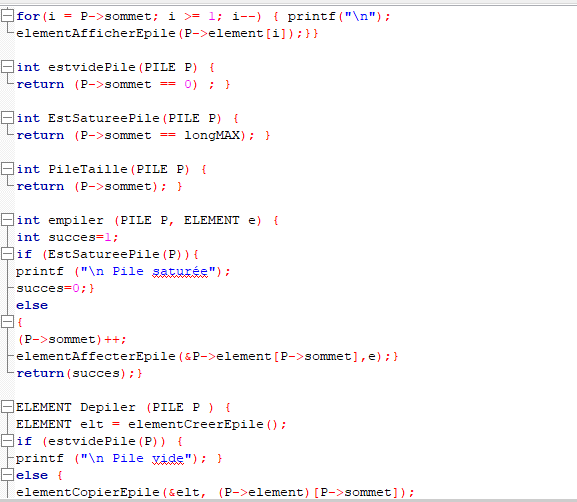 for(i = P->sommet; i >= 1; i--) { printf("\n");
elementAfficherEpile(P->element[i]);}}
int estvidePile(PILE P) {
return (P->sommet == 0) ; }
int EstSatureePile(PILE P) {
return (P->sommet == longMAX); }
int PileTaille(PILE P) {
return (P->sommet); }
int empiler (PILE P, ELEMENT e) {
int succes=1;
if (EstSatureePile(P)){
printf ("\n Pile saturée");
succes=0;}
else
{
(P->sommet)++;
elementAffecterEpile(&P->element[P->sommet],e);}
return(succes);}
ELEMENT Depiler (PILE P ) {
ELEMENT elt = elementCreerEpile();
if (estvidePile(P)) {
printf ("\n Pile vide"); }
else {
elementCopierEpile(&elt, (P->element)[P->sommet]);